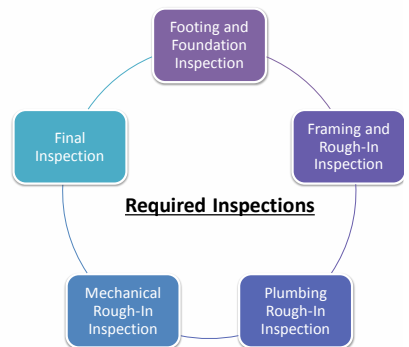 Footing and
Foundation
Inspection
Framing and
Rough-In
Inspection
Plumbing
Rough-In
Inspection
Mechanical
Rough-In
Inspection
Final
Inspection
Required Inspections